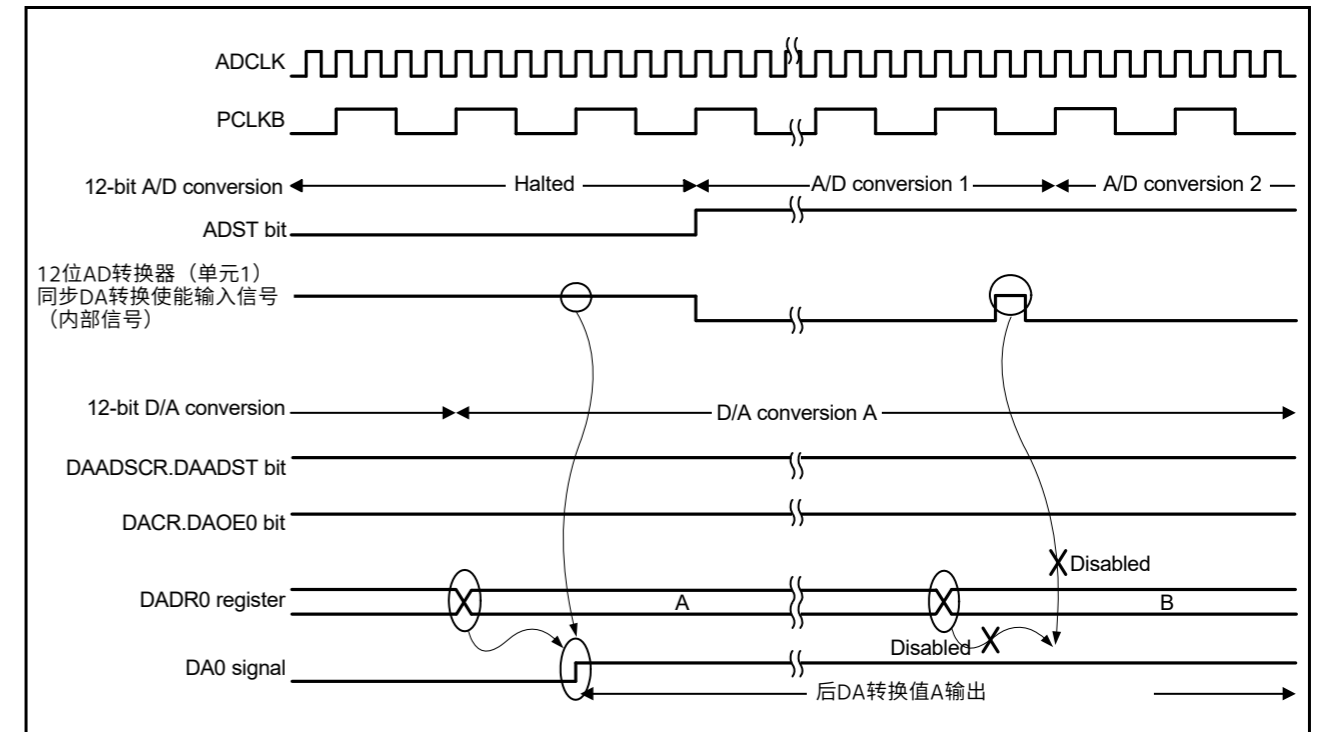 ADCLK
PCLKB
12-bit A/D conversion
Halted
A/D conversion 1
A/D conversion 2
ADST bit
12位AD转换器（单元1）
同步DA转换使能输入信号
（内部信号）
12-bit D/A conversion
D/A conversion A
DAADSCR.DAADST bit
DACR.DAOE0 bit
Disabled
DADR0 register
A
B
Disabled
DA0 signal
后DA转换值A输出